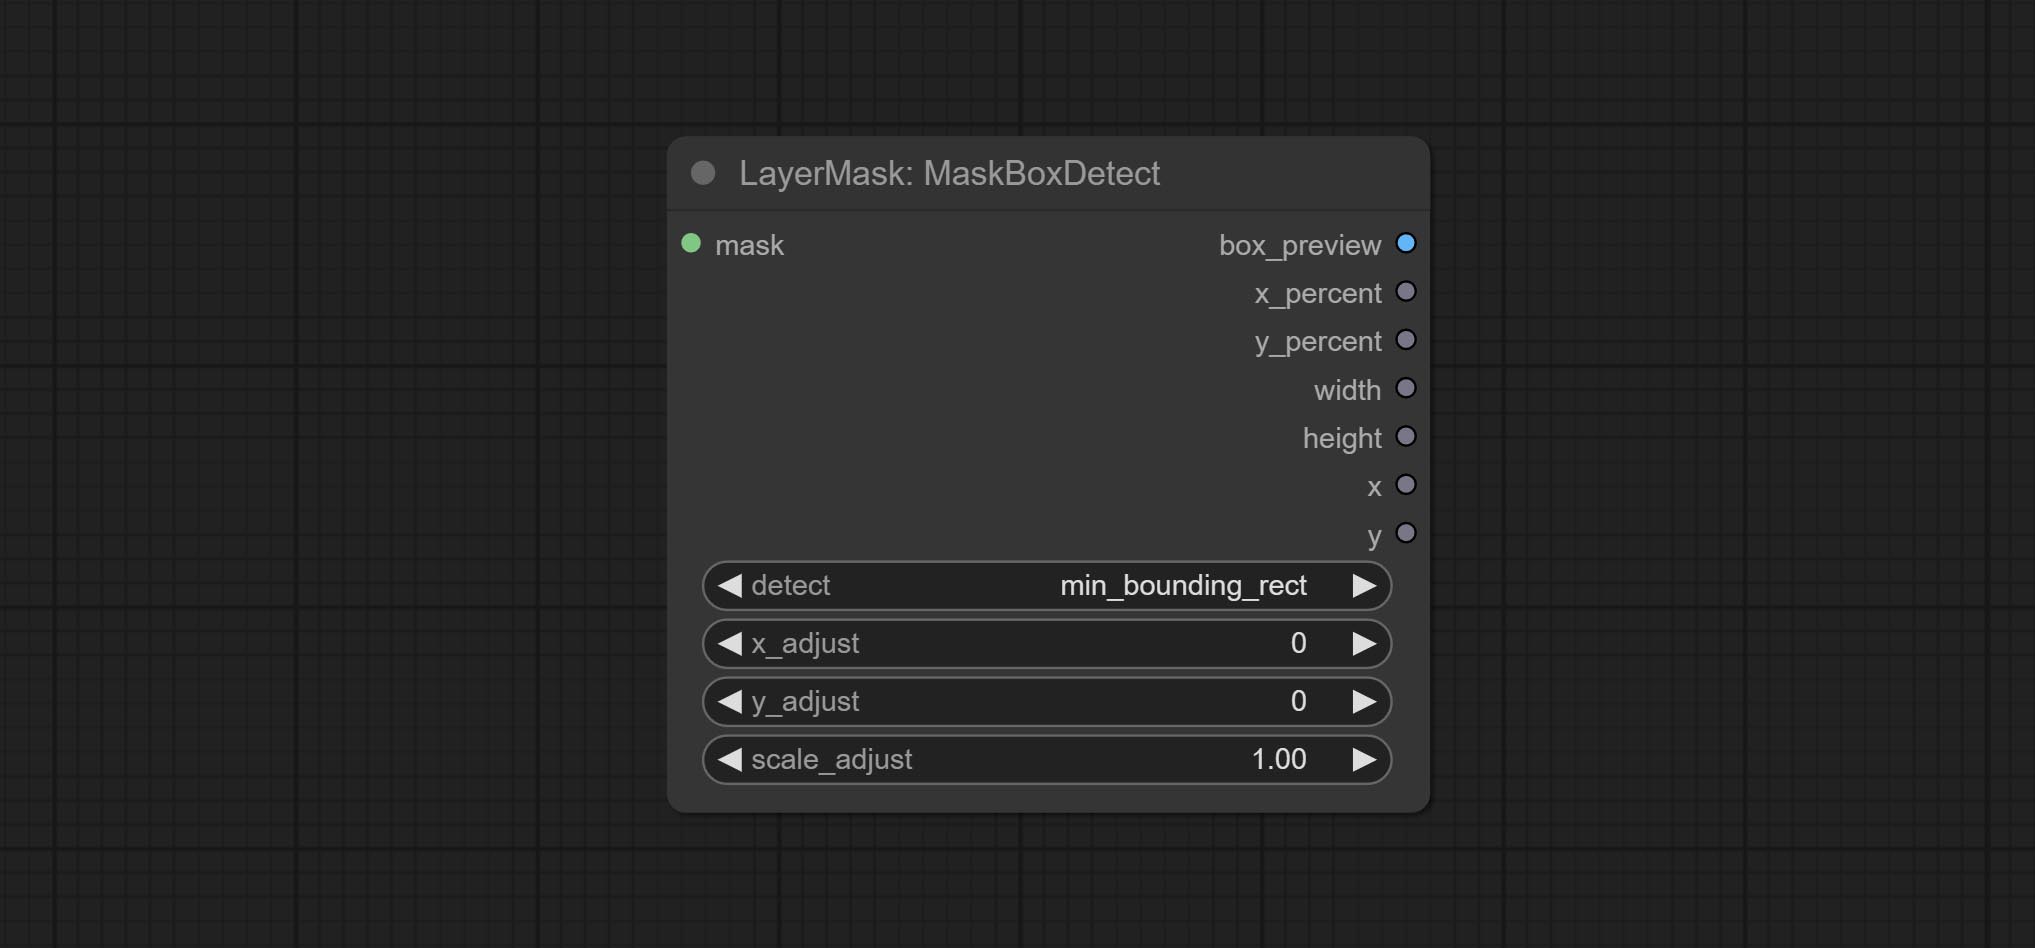 LayerMask: MaskBoxDetect
mask box_preview
x_percent
y_percent
width
height
x
y
detect min_bounding_rect
x_adjust 0
y_adjust 0
scale_adjust 1.00